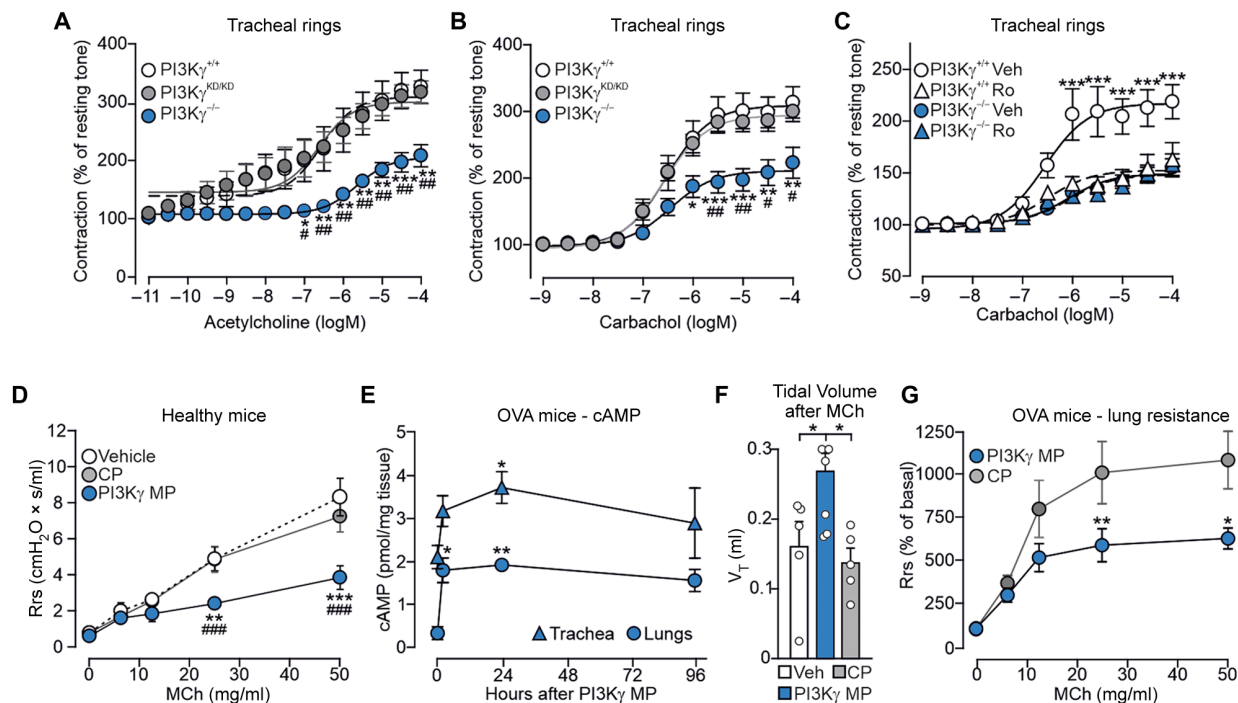 A
Tracheal rings
Contraction (% of resting tone)
400
300
200
100
0
PI3Kγ+/+
PI3KγKD/KD
PI3Kγ−/−
* ** ** ** ** *** **
# ## ## ## ## ## ##
−11 −10 −9 −8 −7 −6 −5 −4
Acetylcholine (logM)
B
Tracheal rings
Contraction (% of resting tone)
400
300
200
100
PI3Kγ+/+
PI3KγKD/KD
PI3Kγ−/−
* *** *** ** **
## ## # #
−9 −8 −7 −6 −5 −4
Carbachol (logM)
C
Tracheal rings
Contraction (% of resting tone)
250
200
150
100
50
PI3Kγ+/+ Veh
PI3Kγ+/+ Ro
PI3Kγ−/− Veh
PI3Kγ−/− Ro
*** *** *** *** ***
−9 −8 −7 −6 −5 −4
Carbachol (logM)
D
Healthy mice
Rrs (cmH2O × s/ml)
12
10
8
6
4
2
0
Vehicle
CP
PI3Kγ MP
** ***
### ###
0 10 20 30 40 50
MCh (mg/ml)
E
OVA mice - cAMP
cAMP (pmol/mg tissue)
5
4
3
2
1
0
*
* **
Trachea Lungs
0 24 48 72 96
Hours after PI3Kγ MP
F
Tidal Volume
after MCh
* *
VT (ml)
0.3
0.2
0.1
0
Veh CP
PI3Kγ MP
G
OVA mice - lung resistance
Rrs (% of basal)
1250
1000
750
500
250
0
PI3Kγ MP
CP
** *
0 10 20 30 40 50
MCh (mg/ml)